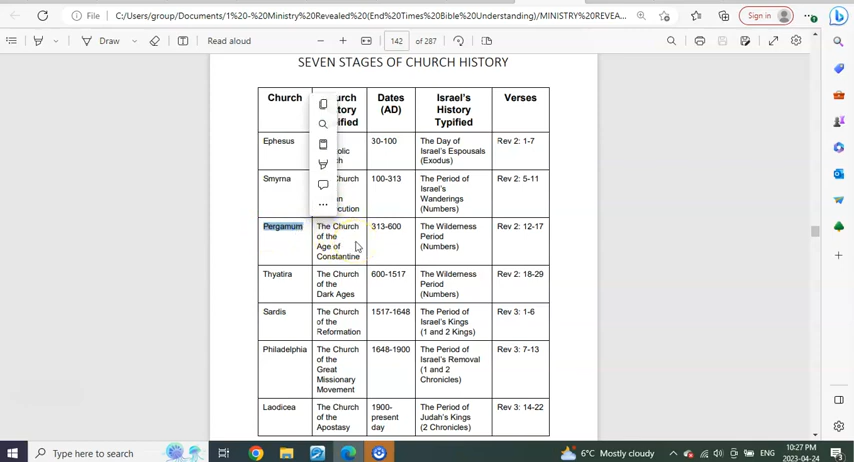 File
C:/Users/group/Documents/1%20-%20Ministry%20Revealed%20(End%20Times%20Bible%20Understanding)/MINISTRY%20REVEA...
Sign in
Draw
Read aloud
142
of 287
SEVEN STAGES OF CHURCH HISTORY
Church
Dates
(AD)
Israel's
History
Typified
Verses
Ephesus
30-100
The Day of
Israel's Espousals
(Exodus)
Rev 2: 1-7
Smyrna
100-313
The Period of
Israel's
Wanderings
(Numbers)
Rev 2: 5-11
Pergamum
The Church
of the
Age of
Constantine
313-600
The Wilderness
Period
(Numbers)
Rev 2: 12-17
Thyatira
The Church
of the
Dark Ages
600-1517
The Wilderness
Period
(Numbers)
Rev 2: 18-29
Sardis
The Church
of the
Reformation
1517-1648
The Period of
Israel's Kings
(1 and 2 Kings)
Rev 3: 1-6
Philadelphia
The Church
of the
Great
Missionary
Movement
1648-1900
The Period of
Israel's Removal
(1 and 2
Chronicles)
Rev 3: 7-13
Laodicea
The Church
of the
Apostasy
1900-
present
day
The Period of
Judah's Kings
(2 Chronicles)
Rev 3: 14-22
Type here to search
6°C Mostly cloudy
ENG
10:27 PM
2023-04-24